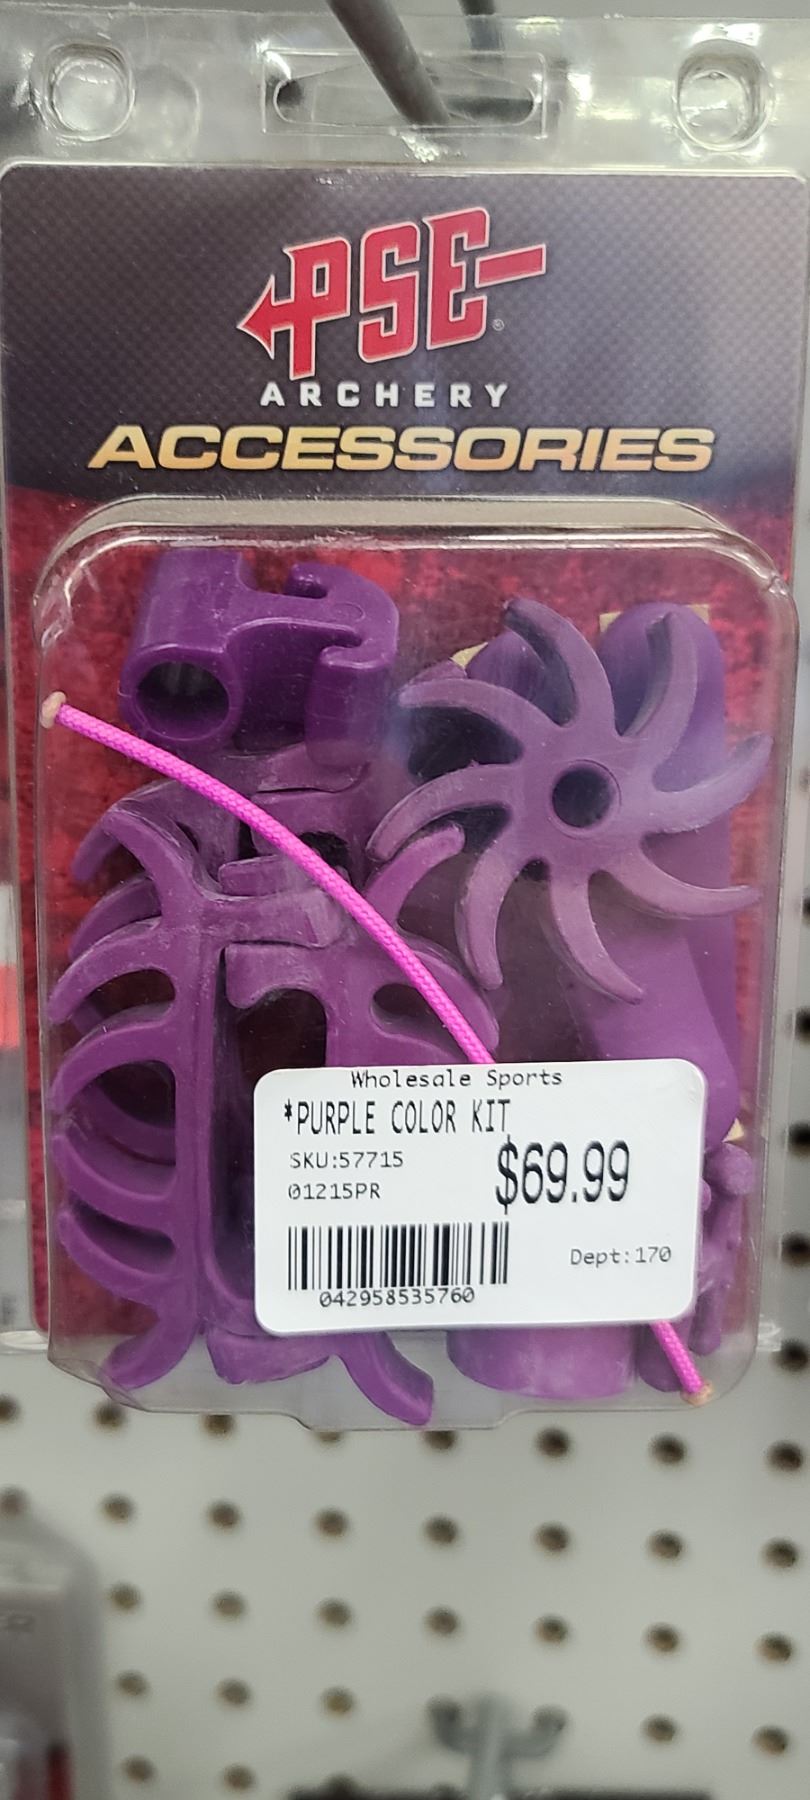 PSE®
ARCHERY
ACCESSORIES
Wholesale Sports
*PURPLE COLOR KIT
SKU:57715
$69.99
01215PR
Dept:170
042958535760